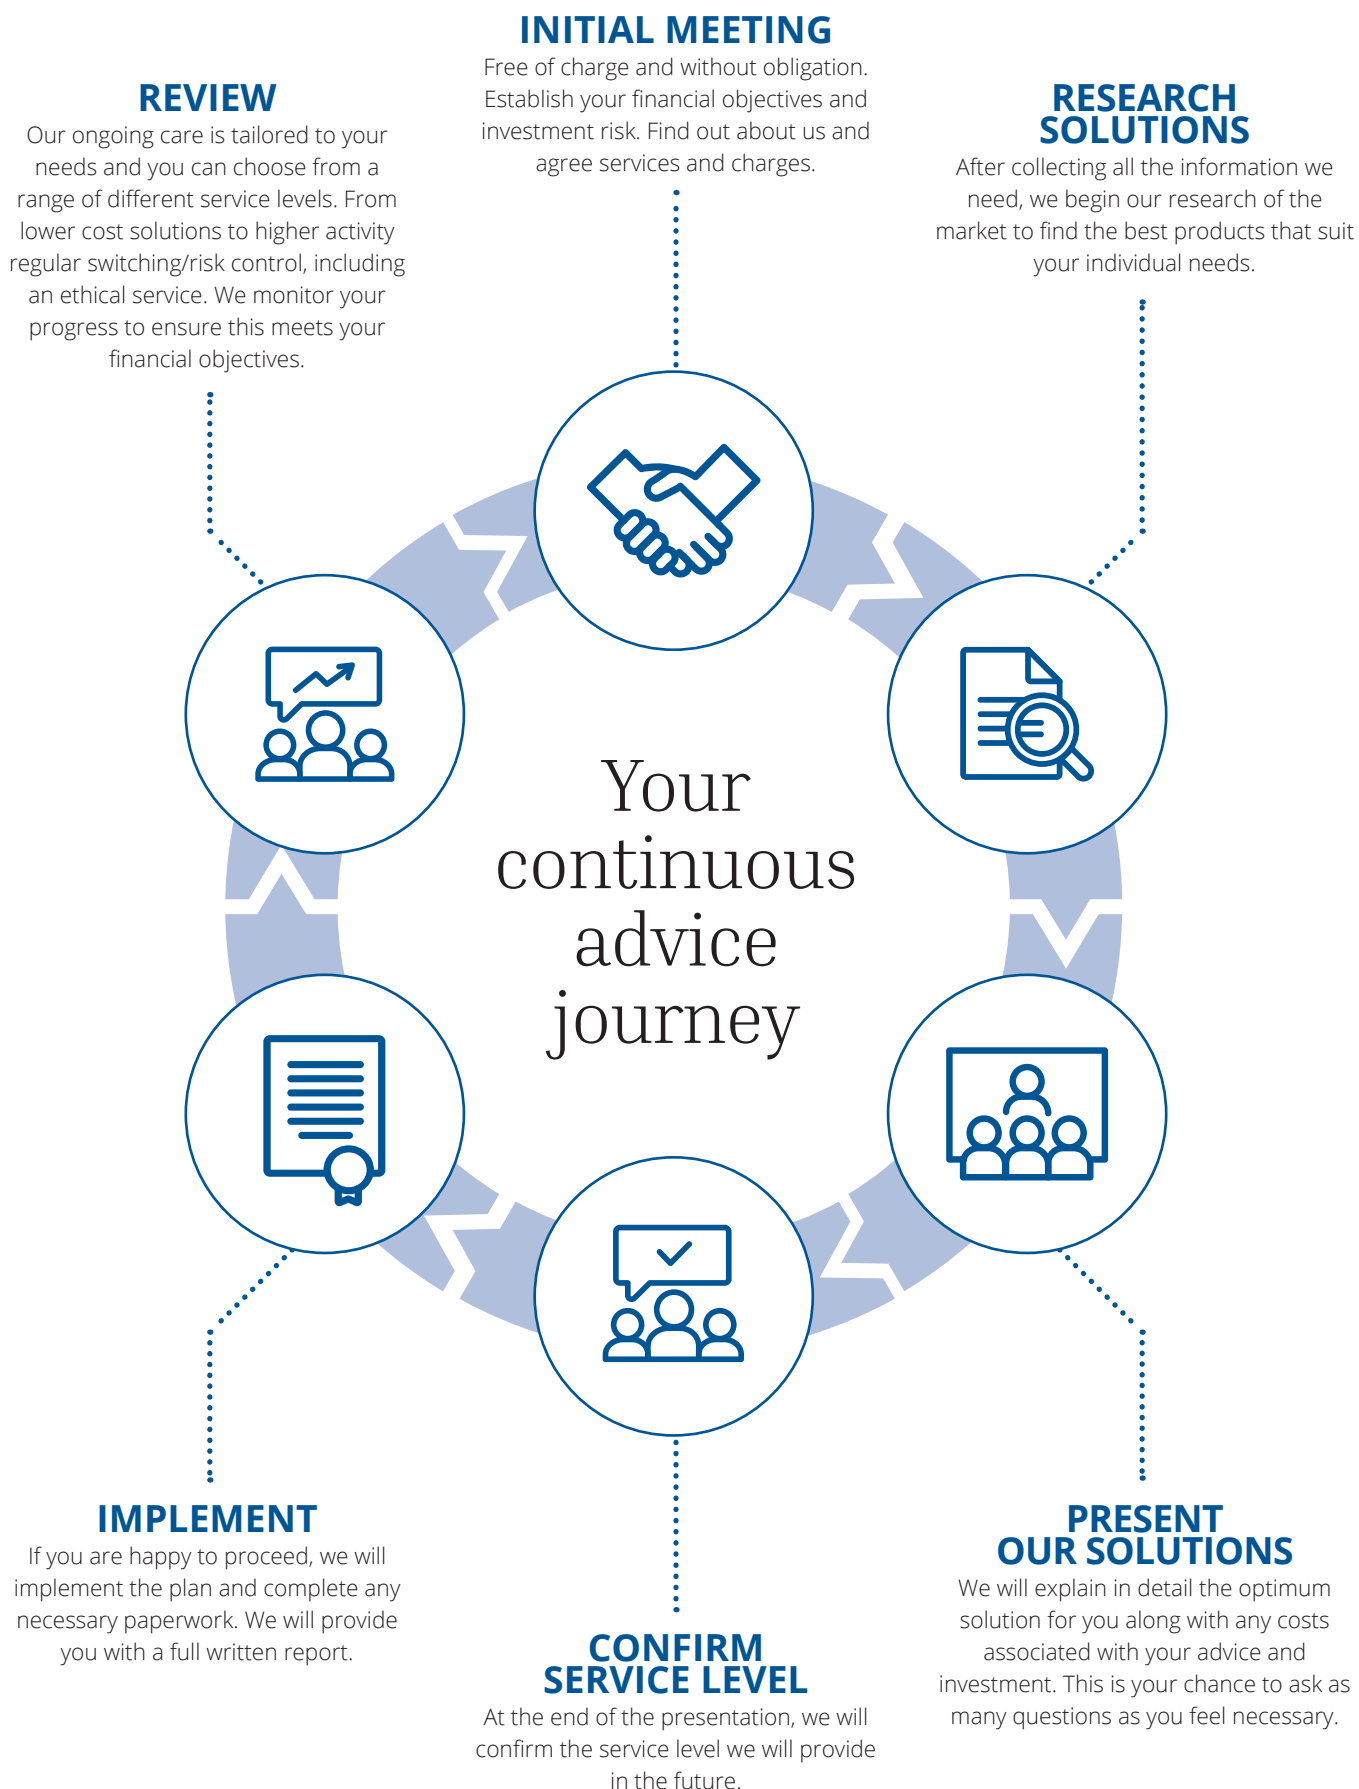 INITIAL MEETING
Free of charge and without obligation.
Establish your financial objectives and
investment risk. Find out about us and
agree services and charges.
RESEARCH
SOLUTIONS
After collecting all the information we
need, we begin our research of the
market to find the best products that suit
your individual needs.
PRESENT
OUR SOLUTIONS
We will explain in detail the optimum
solution for you along with any costs
associated with your advice and
investment. This is your chance to ask as
many questions as you feel necessary.
CONFIRM
SERVICE LEVEL
At the end of the presentation, we will
confirm the service level we will provide
in the future.
IMPLEMENT
If you are happy to proceed, we will
implement the plan and complete any
necessary paperwork. We will provide
you with a full written report.
REVIEW
Our ongoing care is tailored to your
needs and you can choose from a
range of different service levels. From
lower cost solutions to higher activity
regular switching/risk control, including
an ethical service. We monitor your
progress to ensure this meets your
financial objectives.
Your
continuous
advice
journey